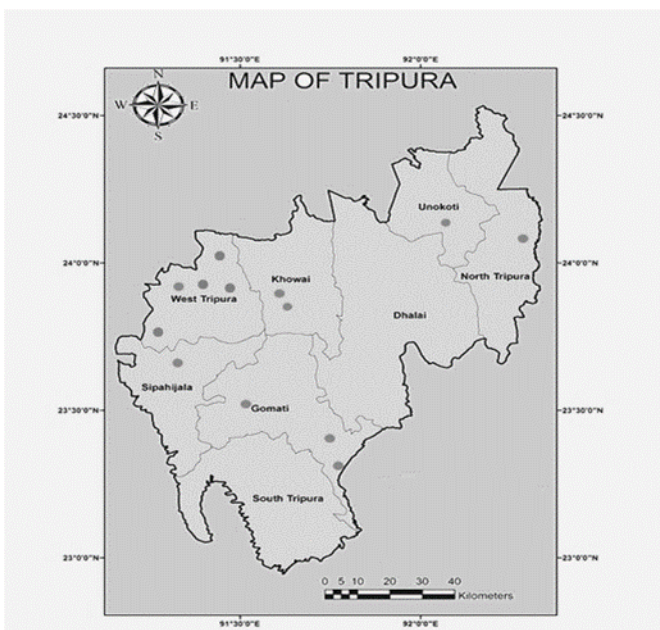 91°30'0"E 92°0'0"E
MAP OF TRIPURA
N
W E
S
24°30'0"N 24°30'0"N
Unokoti
24°0'0"N 24°0'0"N
Khowai
North Tripura
West Tripura
Dhalai
Sipahijala
Gomati
23°30'0"N 23°30'0"N
South Tripura
23°0'0"N 23°0'0"N
0 5 10 20 30 40
Kilometers
91°30'0"E 92°0'0"E